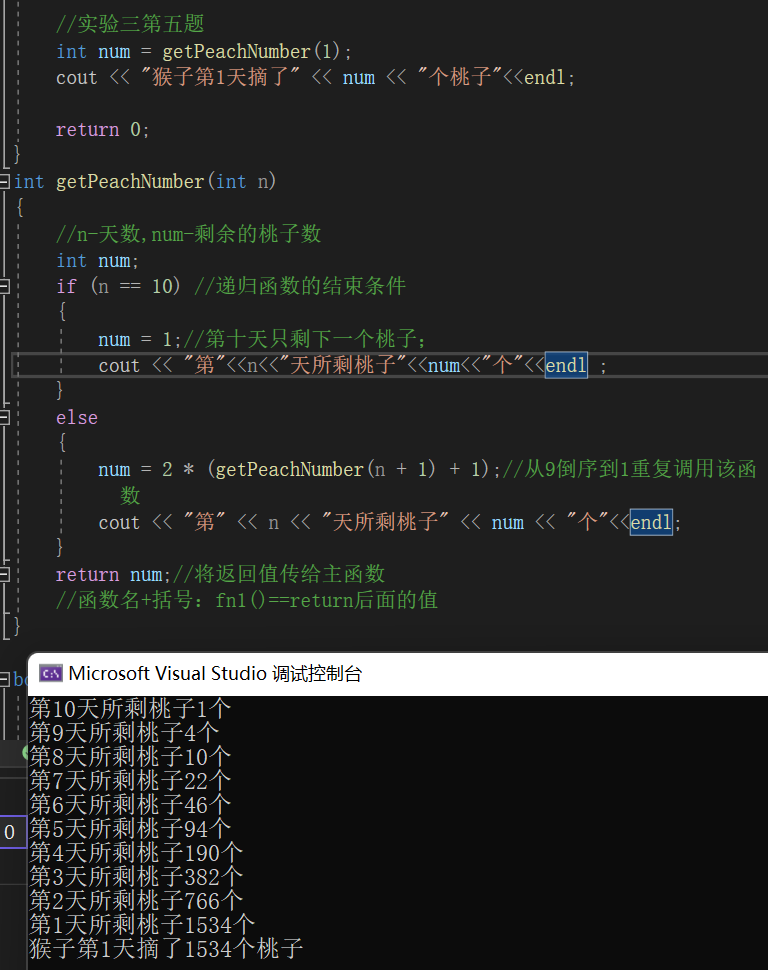 //实验三第五题
int num = getPeachNumber(1);
cout << "猴子第1天摘了" << num << "个桃子"<<endl;
return 0;
}
int getPeachNumber(int n)
{
//n-天数,num-剩余的桃子数
int num;
if (n == 10) //递归函数的结束条件
{
num = 1;//第十天只剩下一个桃子;
cout << "第"<<n<<"天所剩桃子"<<num<<"个"<<endl ;
}
else
{
num = 2 * (getPeachNumber(n + 1) + 1);//从9倒序到1重复调用该函
数
cout << "第" << n << "天所剩桃子" << num << "个"<<endl;
}
return num;//将返回值传给主函数
//函数名+括号: fn1()==return后面的值
}
Microsoft Visual Studio 调试控制台
第10天所剩桃子1个
第9天所剩桃子4个
第8天所剩桃子10个
第7天所剩桃子22个
第6天所剩桃子46个
第5天所剩桃子94个
第4天所剩桃子190个
第3天所剩桃子382个
第2天所剩桃子766个
第1天所剩桃子1534个
猴子第1天摘了1534个桃子
0